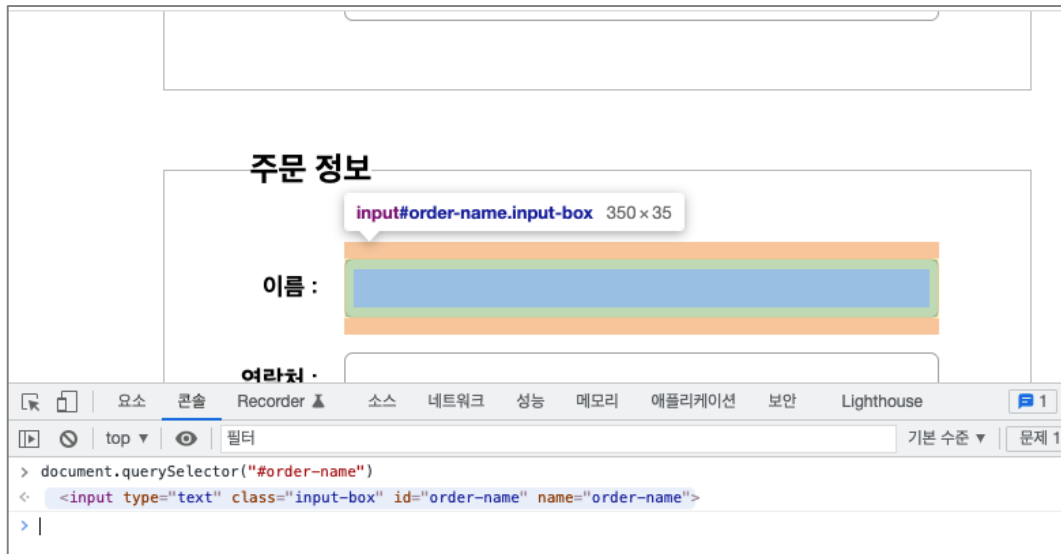 주문 정보
input#order-name.input-box 350 × 35
이름 :
연락처 :
요소 콘솔 Recorder 소스 네트워크 성능 메모리 애플리케이션 보안 Lighthouse 1
top ▼ 필터 기본 수준 ▼ 문제 1
> document.querySelector("#order-name")
<· <input type="text" class="input-box" id="order-name" name="order-name">
>